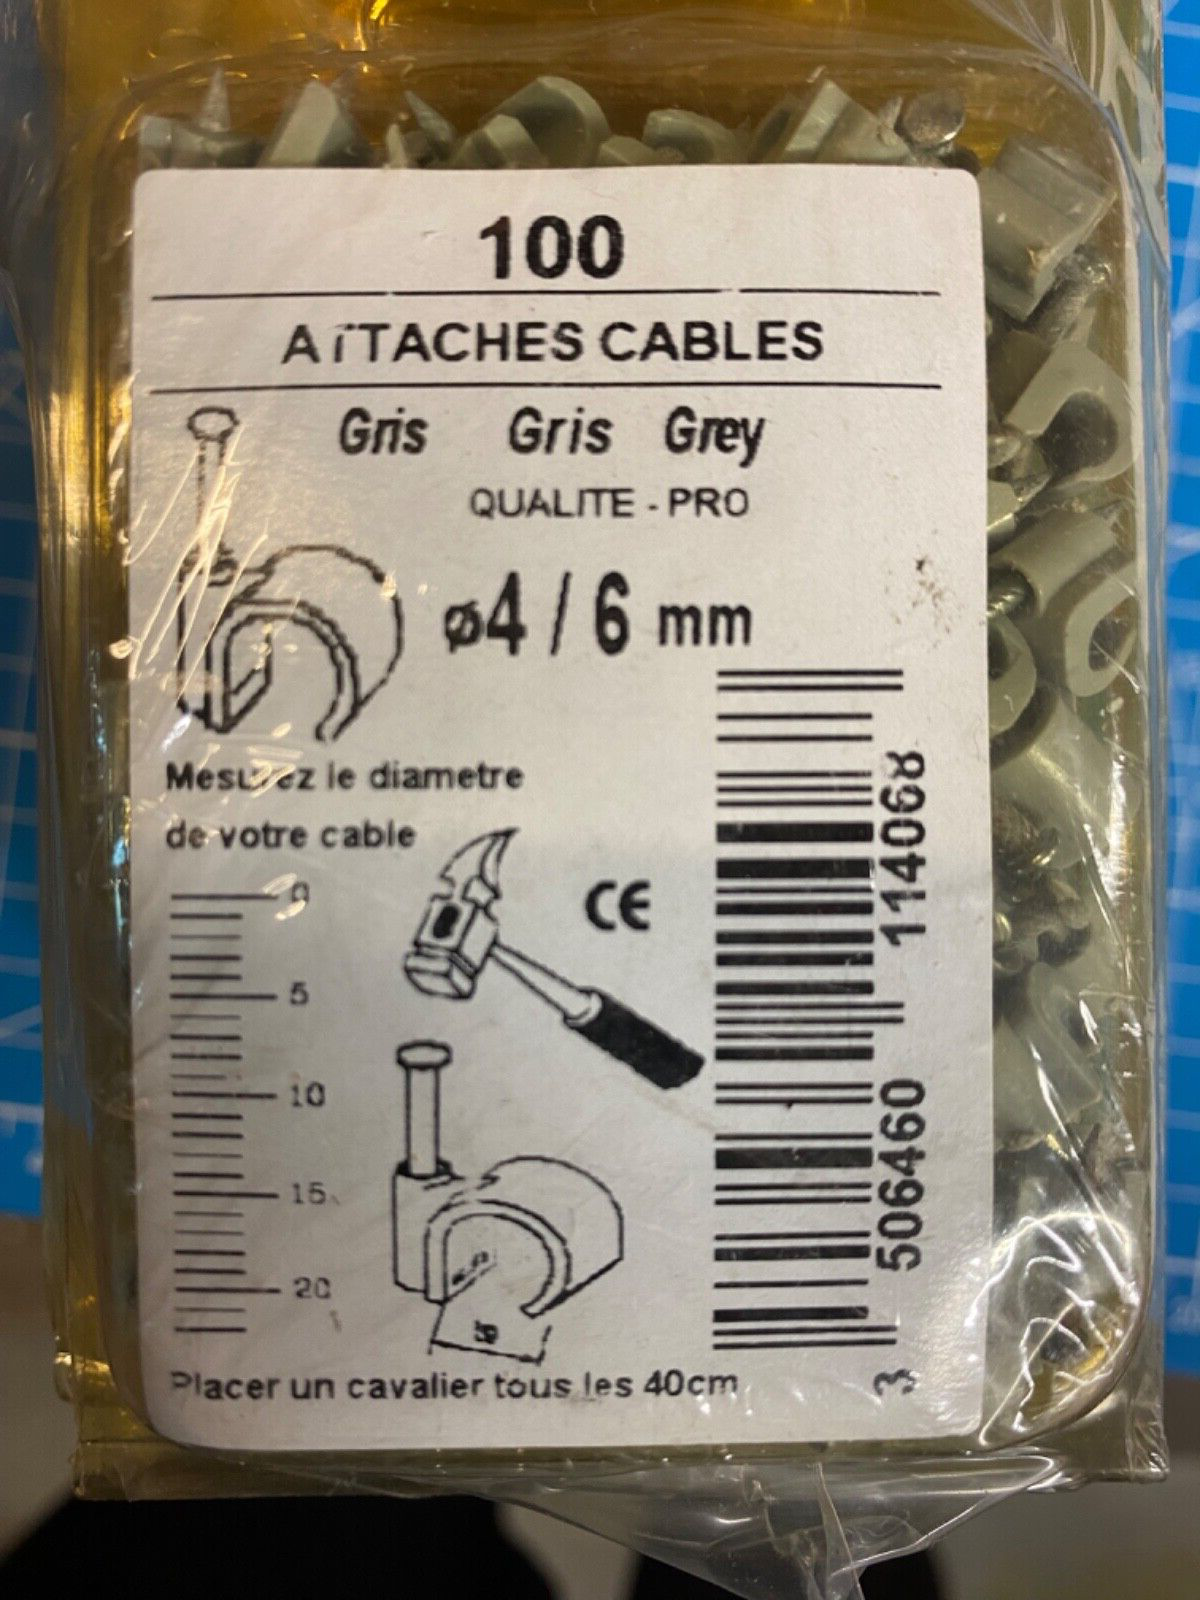 100
ATTACHES CABLES
Gris Gris Grey
QUALITE - PRO
ø4 / 6 mm
Mesurez le diametre
de votre cable
0
5
10
15
20
CE
3 506460 114068
Placer un cavalier tous les 40cm